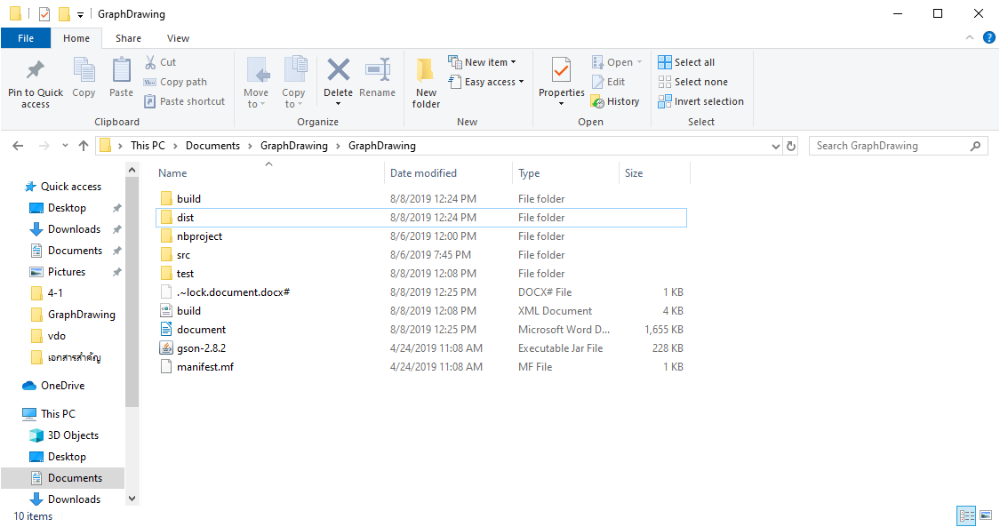 GraphDrawing
File Home Share View
Pin to Quick access
Copy
Paste
Cut
Copy path
Paste shortcut
Clipboard
Move to
Copy to
Delete
Rename
Organize
New folder
New item
Easy access
New
Properties
Open
Edit
History
Open
Select all
Select none
Invert selection
Select
This PC > Documents > GraphDrawing > GraphDrawing
Search GraphDrawing
Quick access
Desktop
Downloads
Documents
Pictures
4-1
GraphDrawing
vdo
เอกสารสำคัญ
OneDrive
This PC
3D Objects
Desktop
Documents
Downloads
Name Date modified Type Size
build 8/8/2019 12:24 PM File folder
dist 8/8/2019 12:24 PM File folder
nbproject 8/6/2019 12:00 PM File folder
src 8/6/2019 7:45 PM File folder
test 8/8/2019 12:08 PM File folder
.~lock.document.docx# 8/8/2019 12:25 PM DOCX# File 1 KB
build 8/8/2019 12:08 PM XML Document 4 KB
document 8/8/2019 12:25 PM Microsoft Word D... 1,655 KB
gson-2.8.2 4/24/2019 11:08 AM Executable Jar File 228 KB
manifest.mf 4/24/2019 11:08 AM MF File 1 KB
10 items